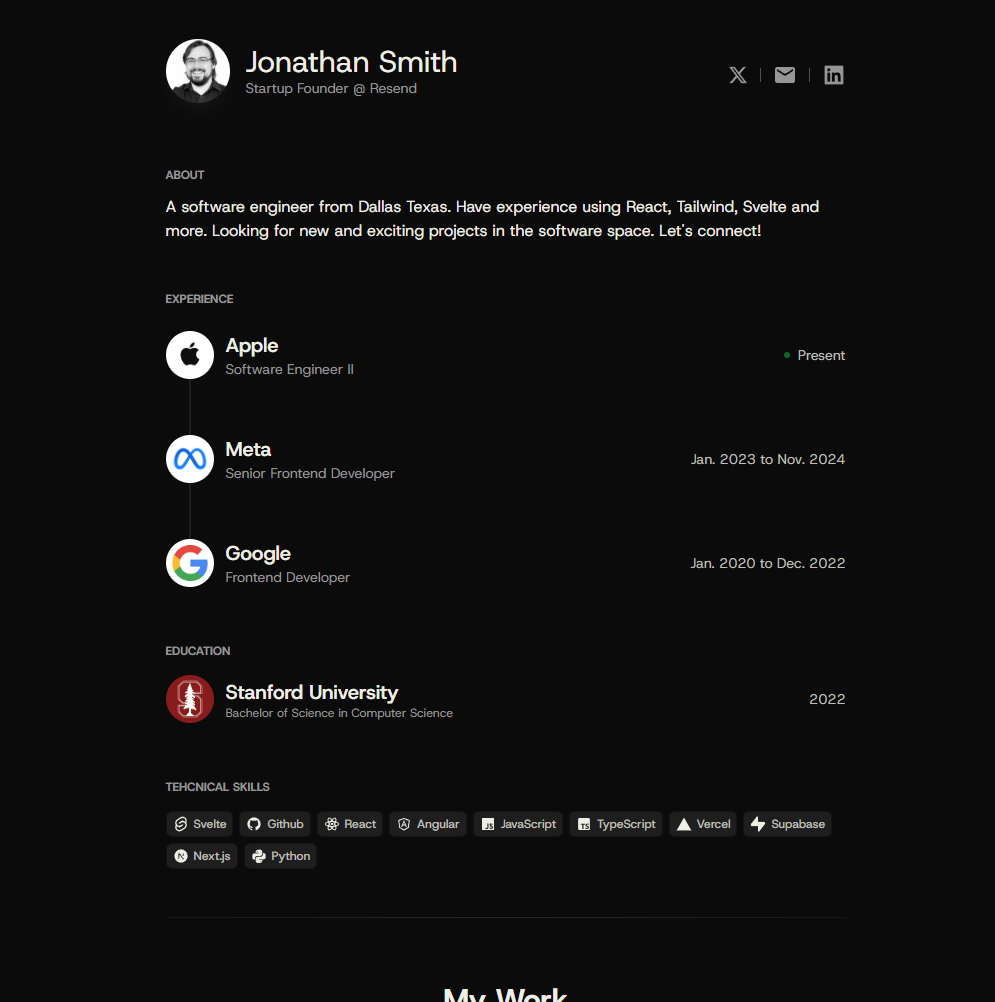 Jonathan Smith
Startup Founder @ Resend
ABOUT
A software engineer from Dallas Texas. Have experience using React, Tailwind, Svelte and
more. Looking for new and exciting projects in the software space. Let's connect!
EXPERIENCE
Apple
Software Engineer II
Present
Meta
Senior Frontend Developer
Jan. 2023 to Nov. 2024
Google
Frontend Developer
Jan. 2020 to Dec. 2022
EDUCATION
Stanford University
Bachelor of Science in Computer Science
2022
TEHCNICAL SKILLS
Svelte Github React Angular JavaScript TypeScript Vercel Supabase
Next.js Python
My Work